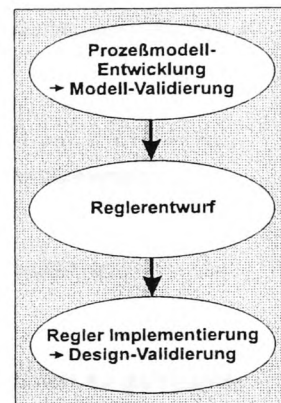 Prozeßmodell-
Entwicklung
→ Modell-Validierung
Reglerentwurf
Regler Implementierung
→ Design-Validierung